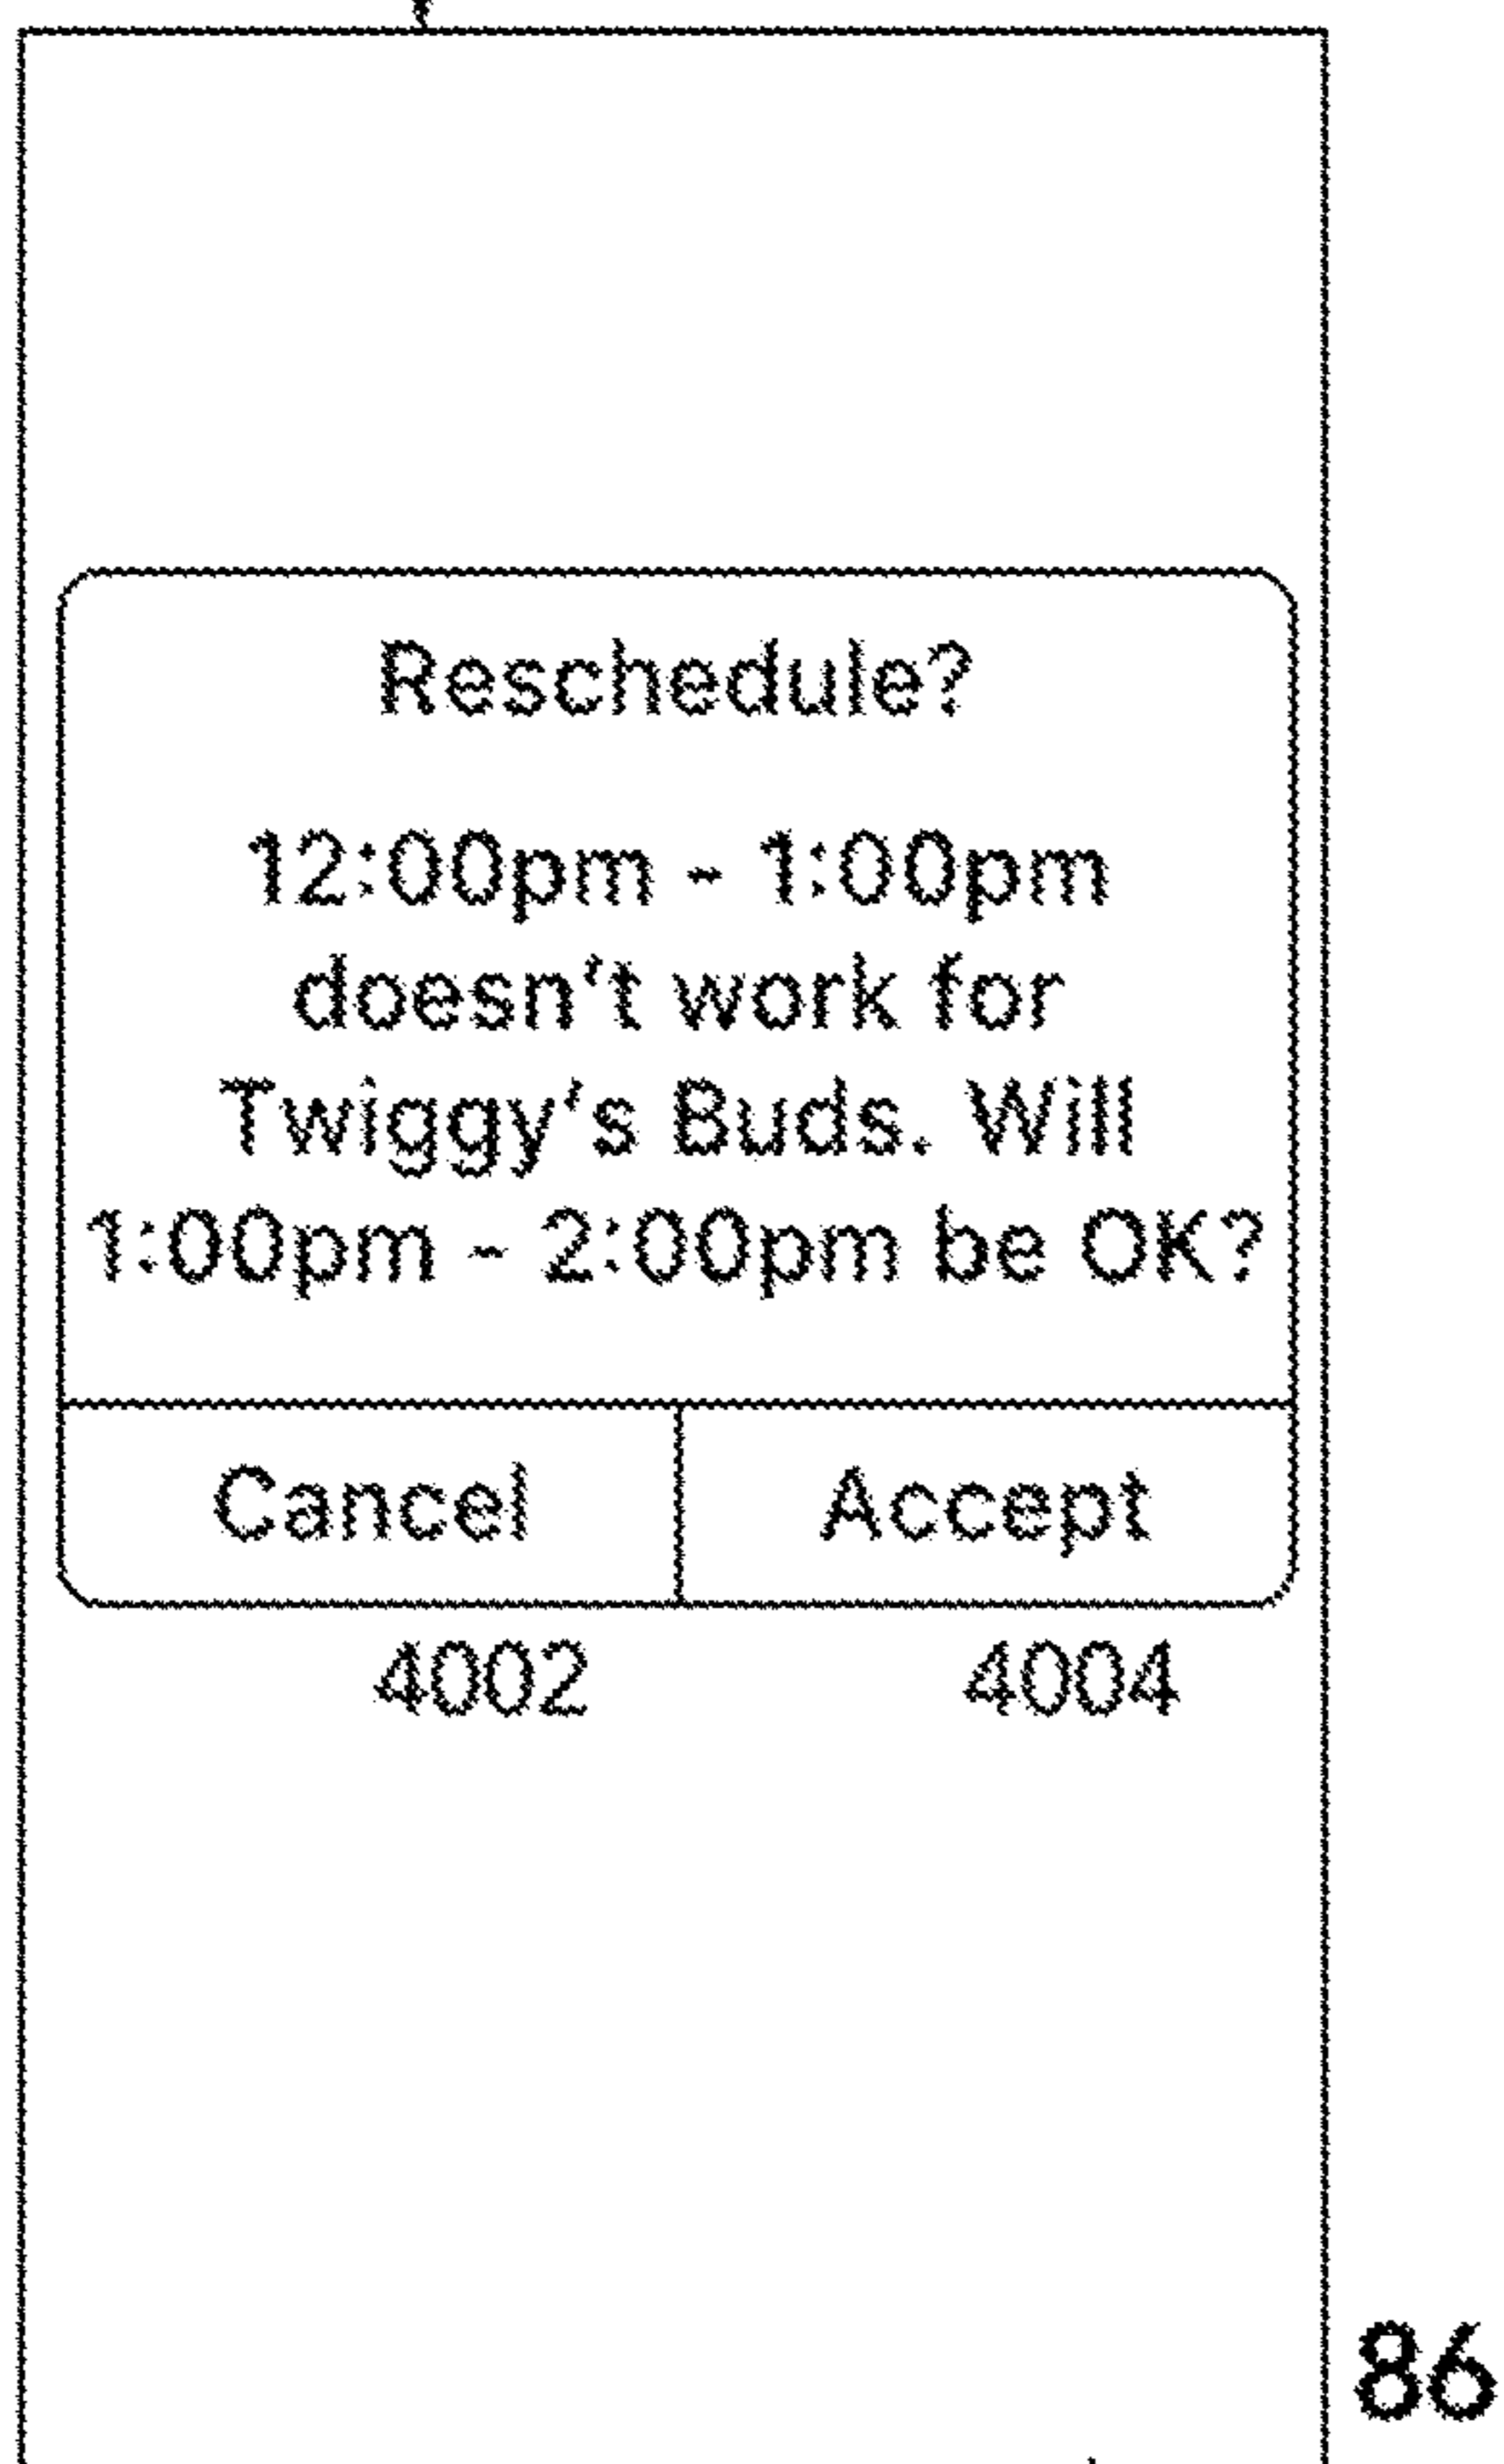 Reschedule?
12:00pm - 1:00pm
doesn't work for
Twiggy's Buds. Will
1:00pm - 2:00pm be OK?
Cancel Accept
4002 4004
86